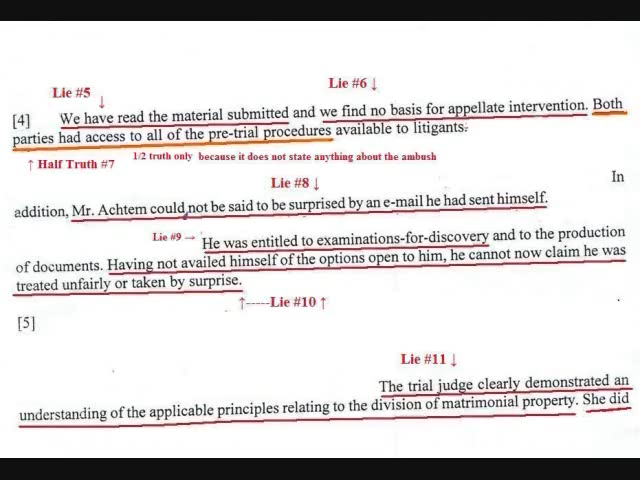 Lie #5
Lie #6 ↓
↓
[4] We have read the material submitted and we find no basis for appellate intervention. Both
parties had access to all of the pre-trial procedures available to litigants.
↑ Half Truth #7 1/2 truth only because it does not state anything about the ambush
Lie #8 ↓
In
addition, Mr. Achtem could not be said to be surprised by an e-mail he had sent himself.
Lie #9 →
He was entitled to examinations-for-discovery and to the production
of documents. Having not availed himself of the options open to him, he cannot now claim he was
treated unfairly or taken by surprise.
↑-----Lie #10 ↑
[5]
Lie #11 ↓
The trial judge clearly demonstrated an
understanding of the applicable principles relating to the division of matrimonial property. She did